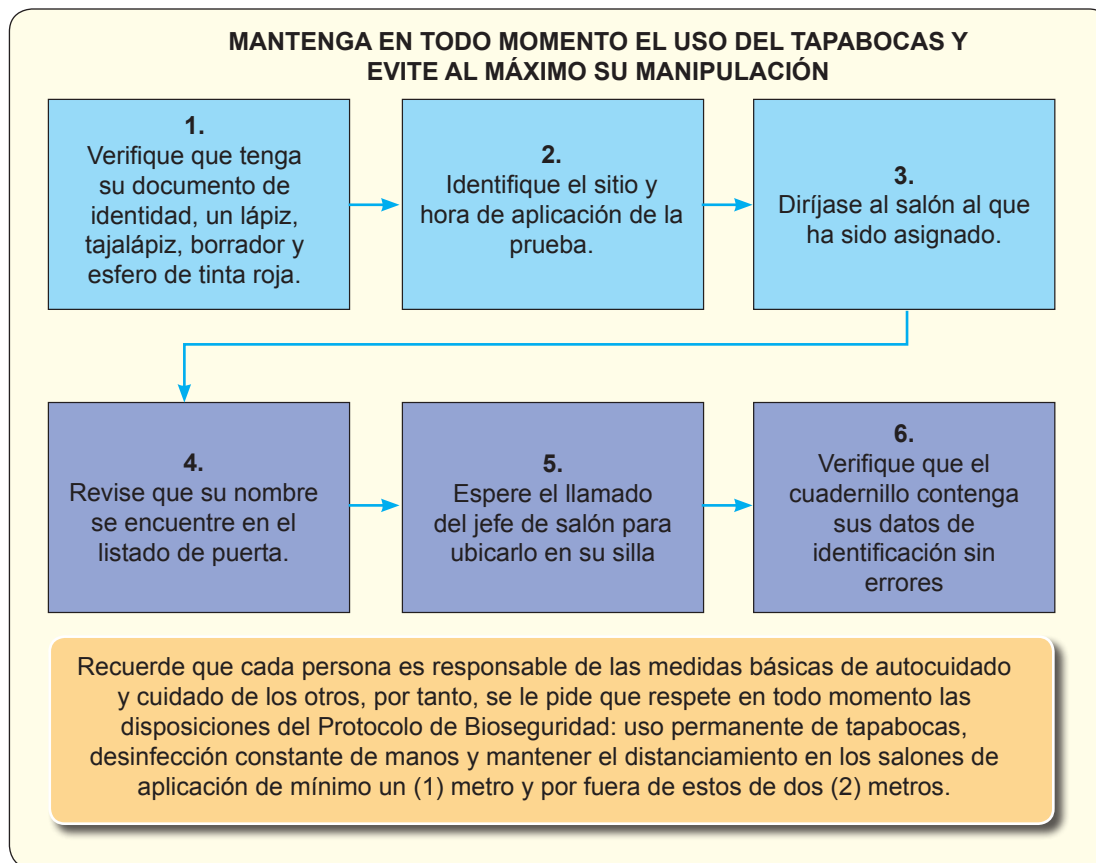 MANTENGA EN TODO MOMENTO EL USO DEL TAPABOCAS Y
EVITE AL MÁXIMO SU MANIPULACIÓN
1.
Verifique que tenga
su documento de
identidad, un lápiz,
tajalápiz, borrador y
esfero de tinta roja.
2.
Identifique el sitio y
hora de aplicación de la
prueba.
3.
Diríjase al salón al que
ha sido asignado.
4.
Revise que su nombre
se encuentre en el
listado de puerta.
5.
Espere el llamado
del jefe de salón para
ubicarlo en su silla
6.
Verifique que el
cuadernillo contenga
sus datos de
identificación sin
errores
Recuerde que cada persona es responsable de las medidas básicas de autocuidado
y cuidado de los otros, por tanto, se le pide que respete en todo momento las
disposiciones del Protocolo de Bioseguridad: uso permanente de tapabocas,
desinfección constante de manos y mantener el distanciamiento en los salones de
aplicación de mínimo un (1) metro y por fuera de estos de dos (2) metros.